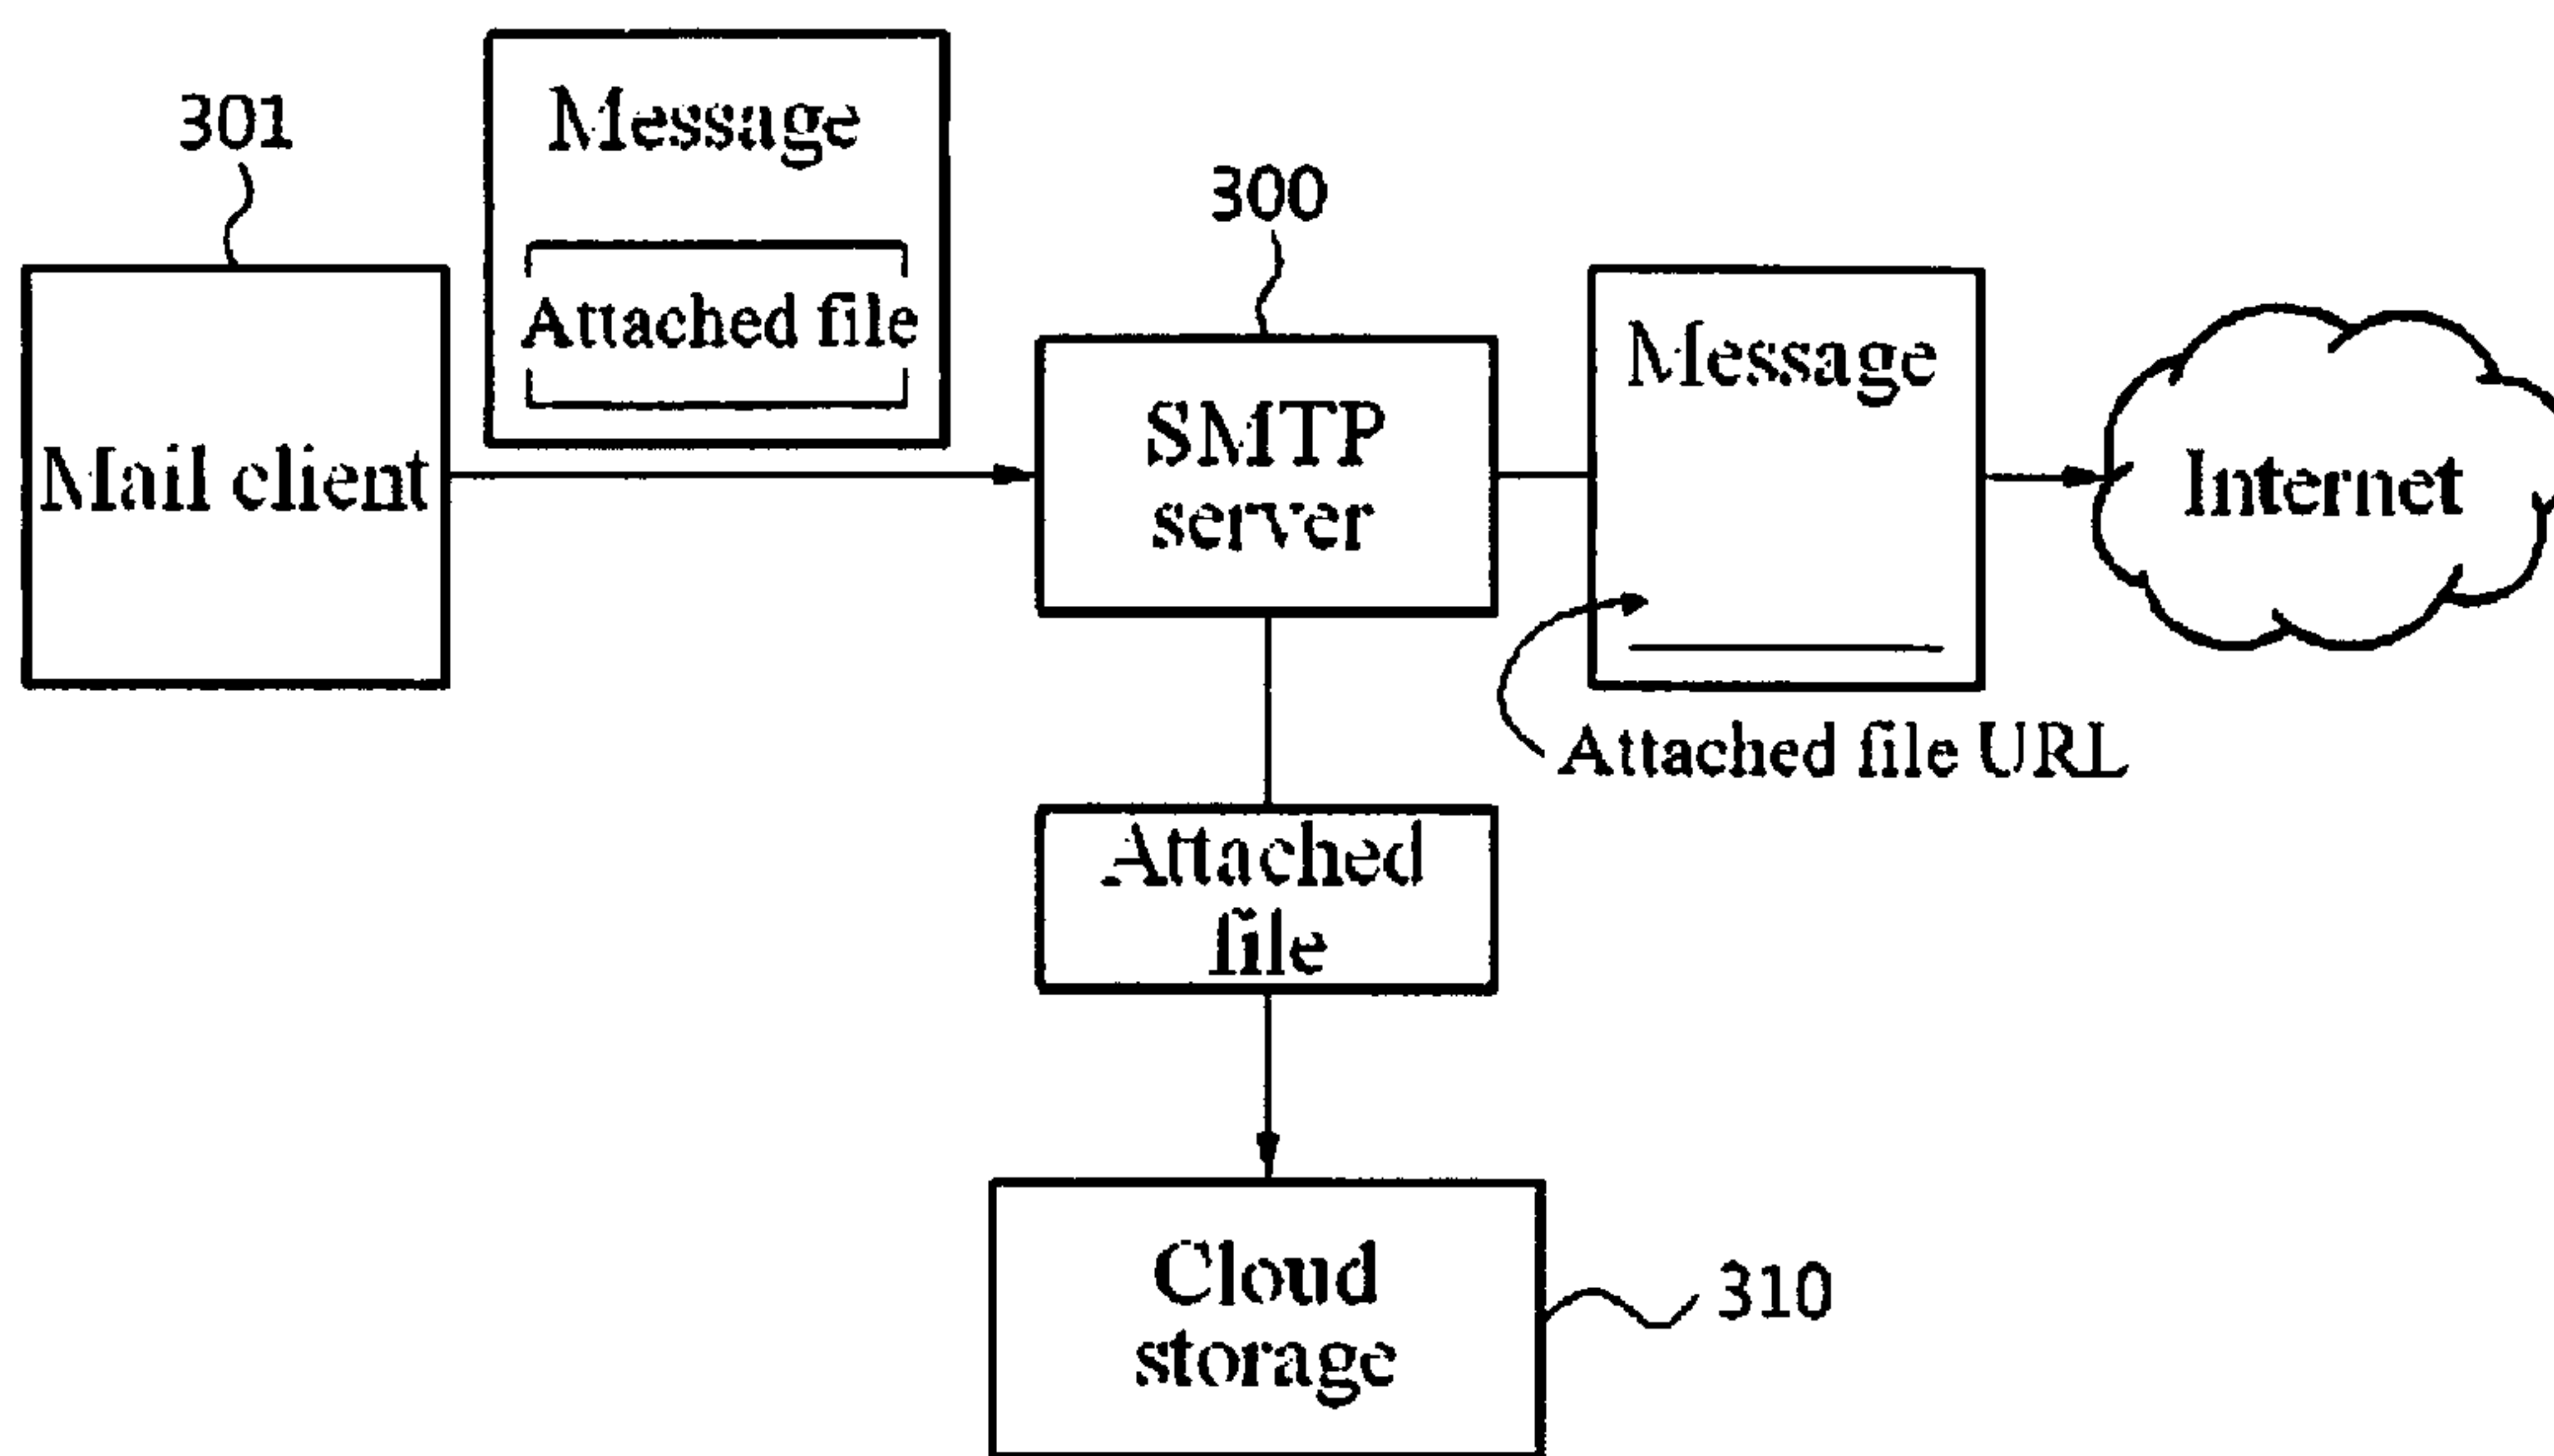 301
Message
Attached file
Mail client
300
SMTP
server
Message
Attached file URL
Internet
Attached
file
Cloud
storage
310